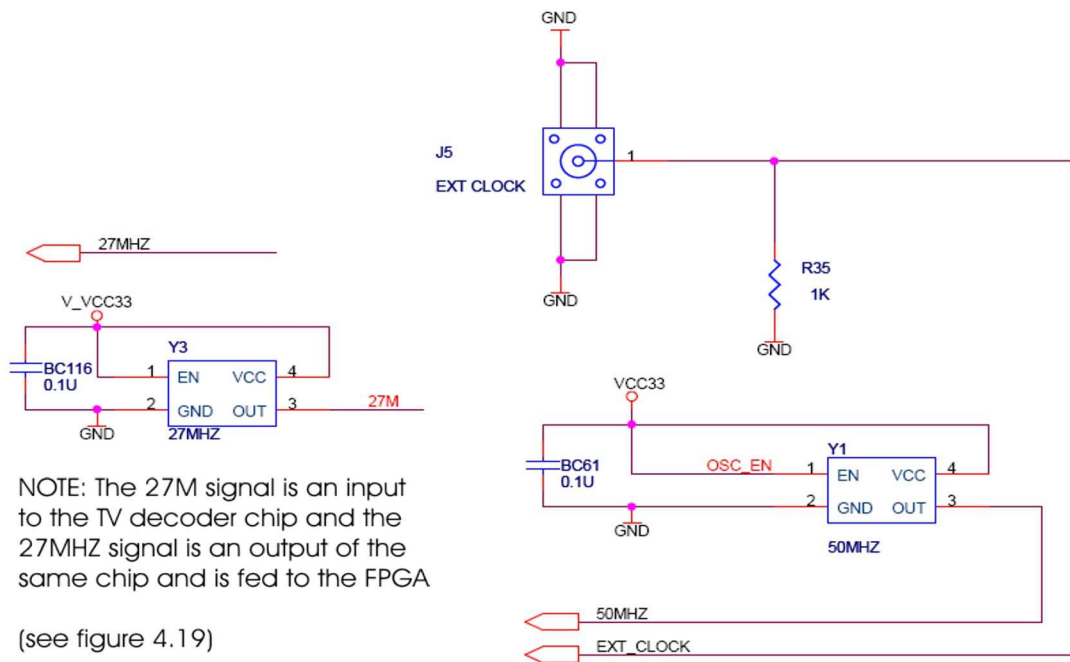 GND
J5
EXT CLOCK
1
27MHZ
GND
R35
1K
GND
V_VCC33
Y3
BC116
0.1U
1
EN
VCC
4
2
GND
OUT
3
27M
GND
27MHZ
VCC33
Y1
BC61
0.1U
OSC_EN
1
EN
VCC
4
2
GND
OUT
3
GND
50MHZ
NOTE: The 27M signal is an input
to the TV decoder chip and the
27MHZ signal is an output of the
same chip and is fed to the FPGA
(see figure 4.19)
50MHZ
EXT_CLOCK